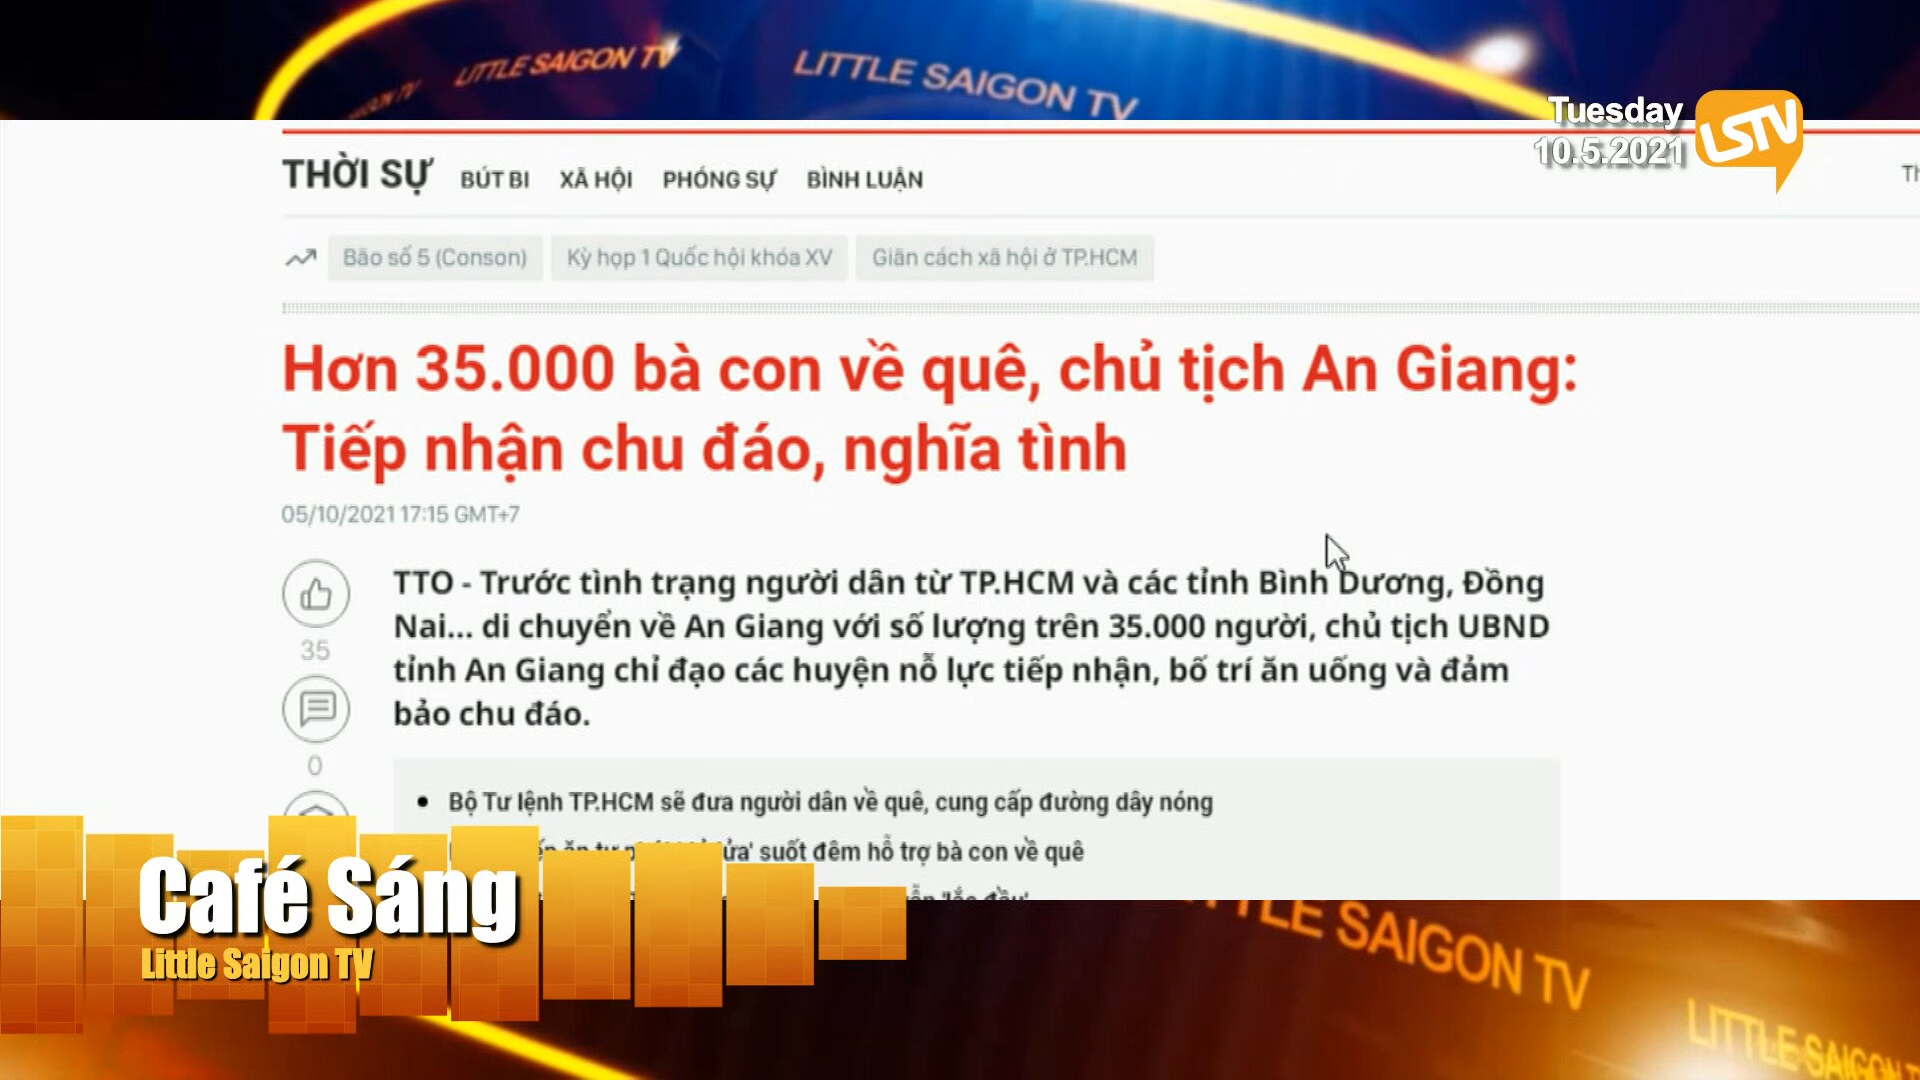 LITTLE SAIGON TV
LITTLE SAIGON TV
Tuesday
10.5.2021
LSTV
THỜI SỰ BÚT BI XÃ HỘI PHÓNG SỰ BÌNH LUẬN
Bão số 5 (Conson) Kỳ họp 1 Quốc hội khóa XV Giãn cách xã hội ở TP.HCM
Hơn 35.000 bà con về quê, chủ tịch An Giang:
Tiếp nhận chu đáo, nghĩa tình
05/10/2021 17:15 GMT+7
TTO - Trước tình trạng người dân từ TP.HCM và các tỉnh Bình Dương, Đồng
Nai... di chuyển về An Giang với số lượng trên 35.000 người, chủ tịch UBND
tỉnh An Giang chỉ đạo các huyện nỗ lực tiếp nhận, bố trí ăn uống và đảm
bảo chu đáo.
35
0
• Bộ Tư lệnh TP.HCM sẽ đưa người dân về quê, cung cấp đường dây nóng
suốt đêm hỗ trợ bà con về quê
Café Sáng
Little Saigon TV
SAIGON TV
LITTLE SAIGON